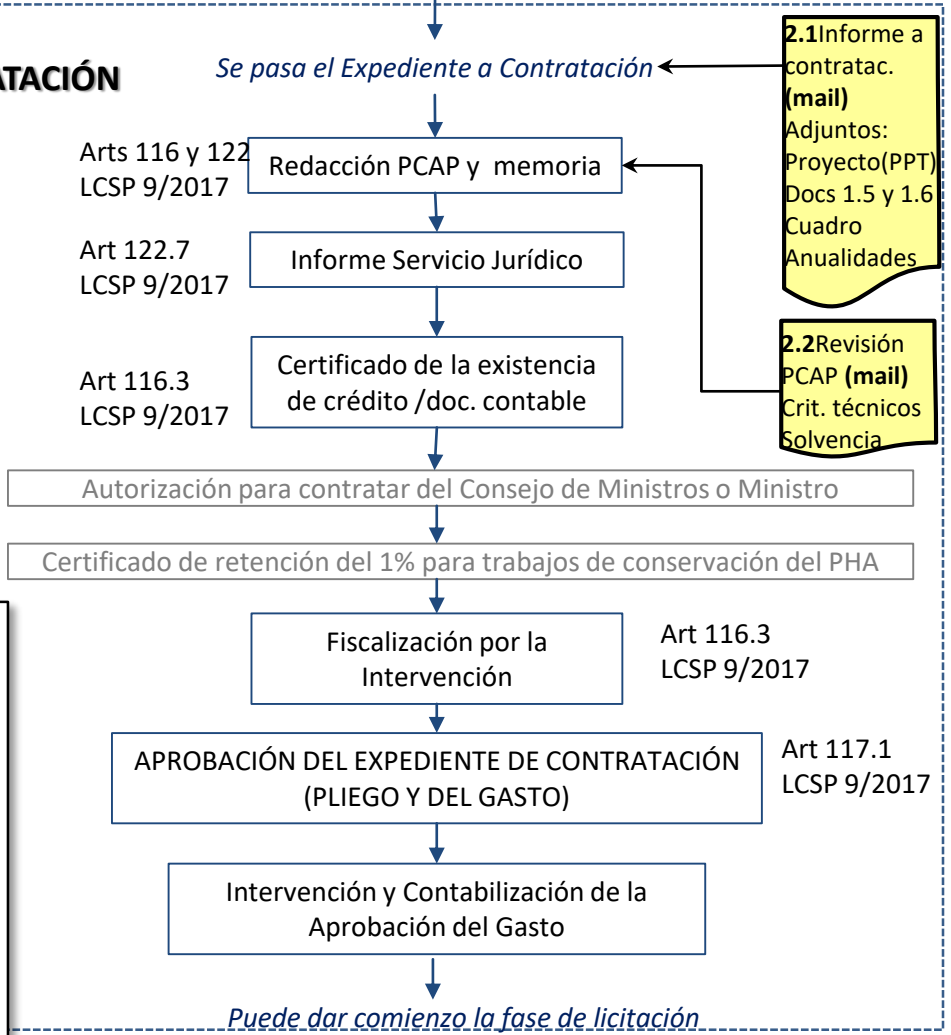 ATACIÓN
Se pasa el Expediente a Contratación
2.1Informe a
contratac.
(mail)
Adjuntos:
Proyecto(PPT)
Docs 1.5 y 1.6
Cuadro
Anualidades
Arts 116 y 122
LCSP 9/2017
Redacción PCAP y memoria
Art 122.7
LCSP 9/2017
Informe Servicio Jurídico
2.2Revisión
PCAP (mail)
Crit. técnicos
Solvencia
Art 116.3
LCSP 9/2017
Certificado de la existencia
de crédito /doc. contable
Autorización para contratar del Consejo de Ministros o Ministro
Certificado de retención del 1% para trabajos de conservación del PHA
Fiscalización por la
Intervención
Art 116.3
LCSP 9/2017
APROBACIÓN DEL EXPEDIENTE DE CONTRATACIÓN
(PLIEGO Y DEL GASTO)
Art 117.1
LCSP 9/2017
Intervención y Contabilización de la
Aprobación del Gasto
Puede dar comienzo la fase de licitación